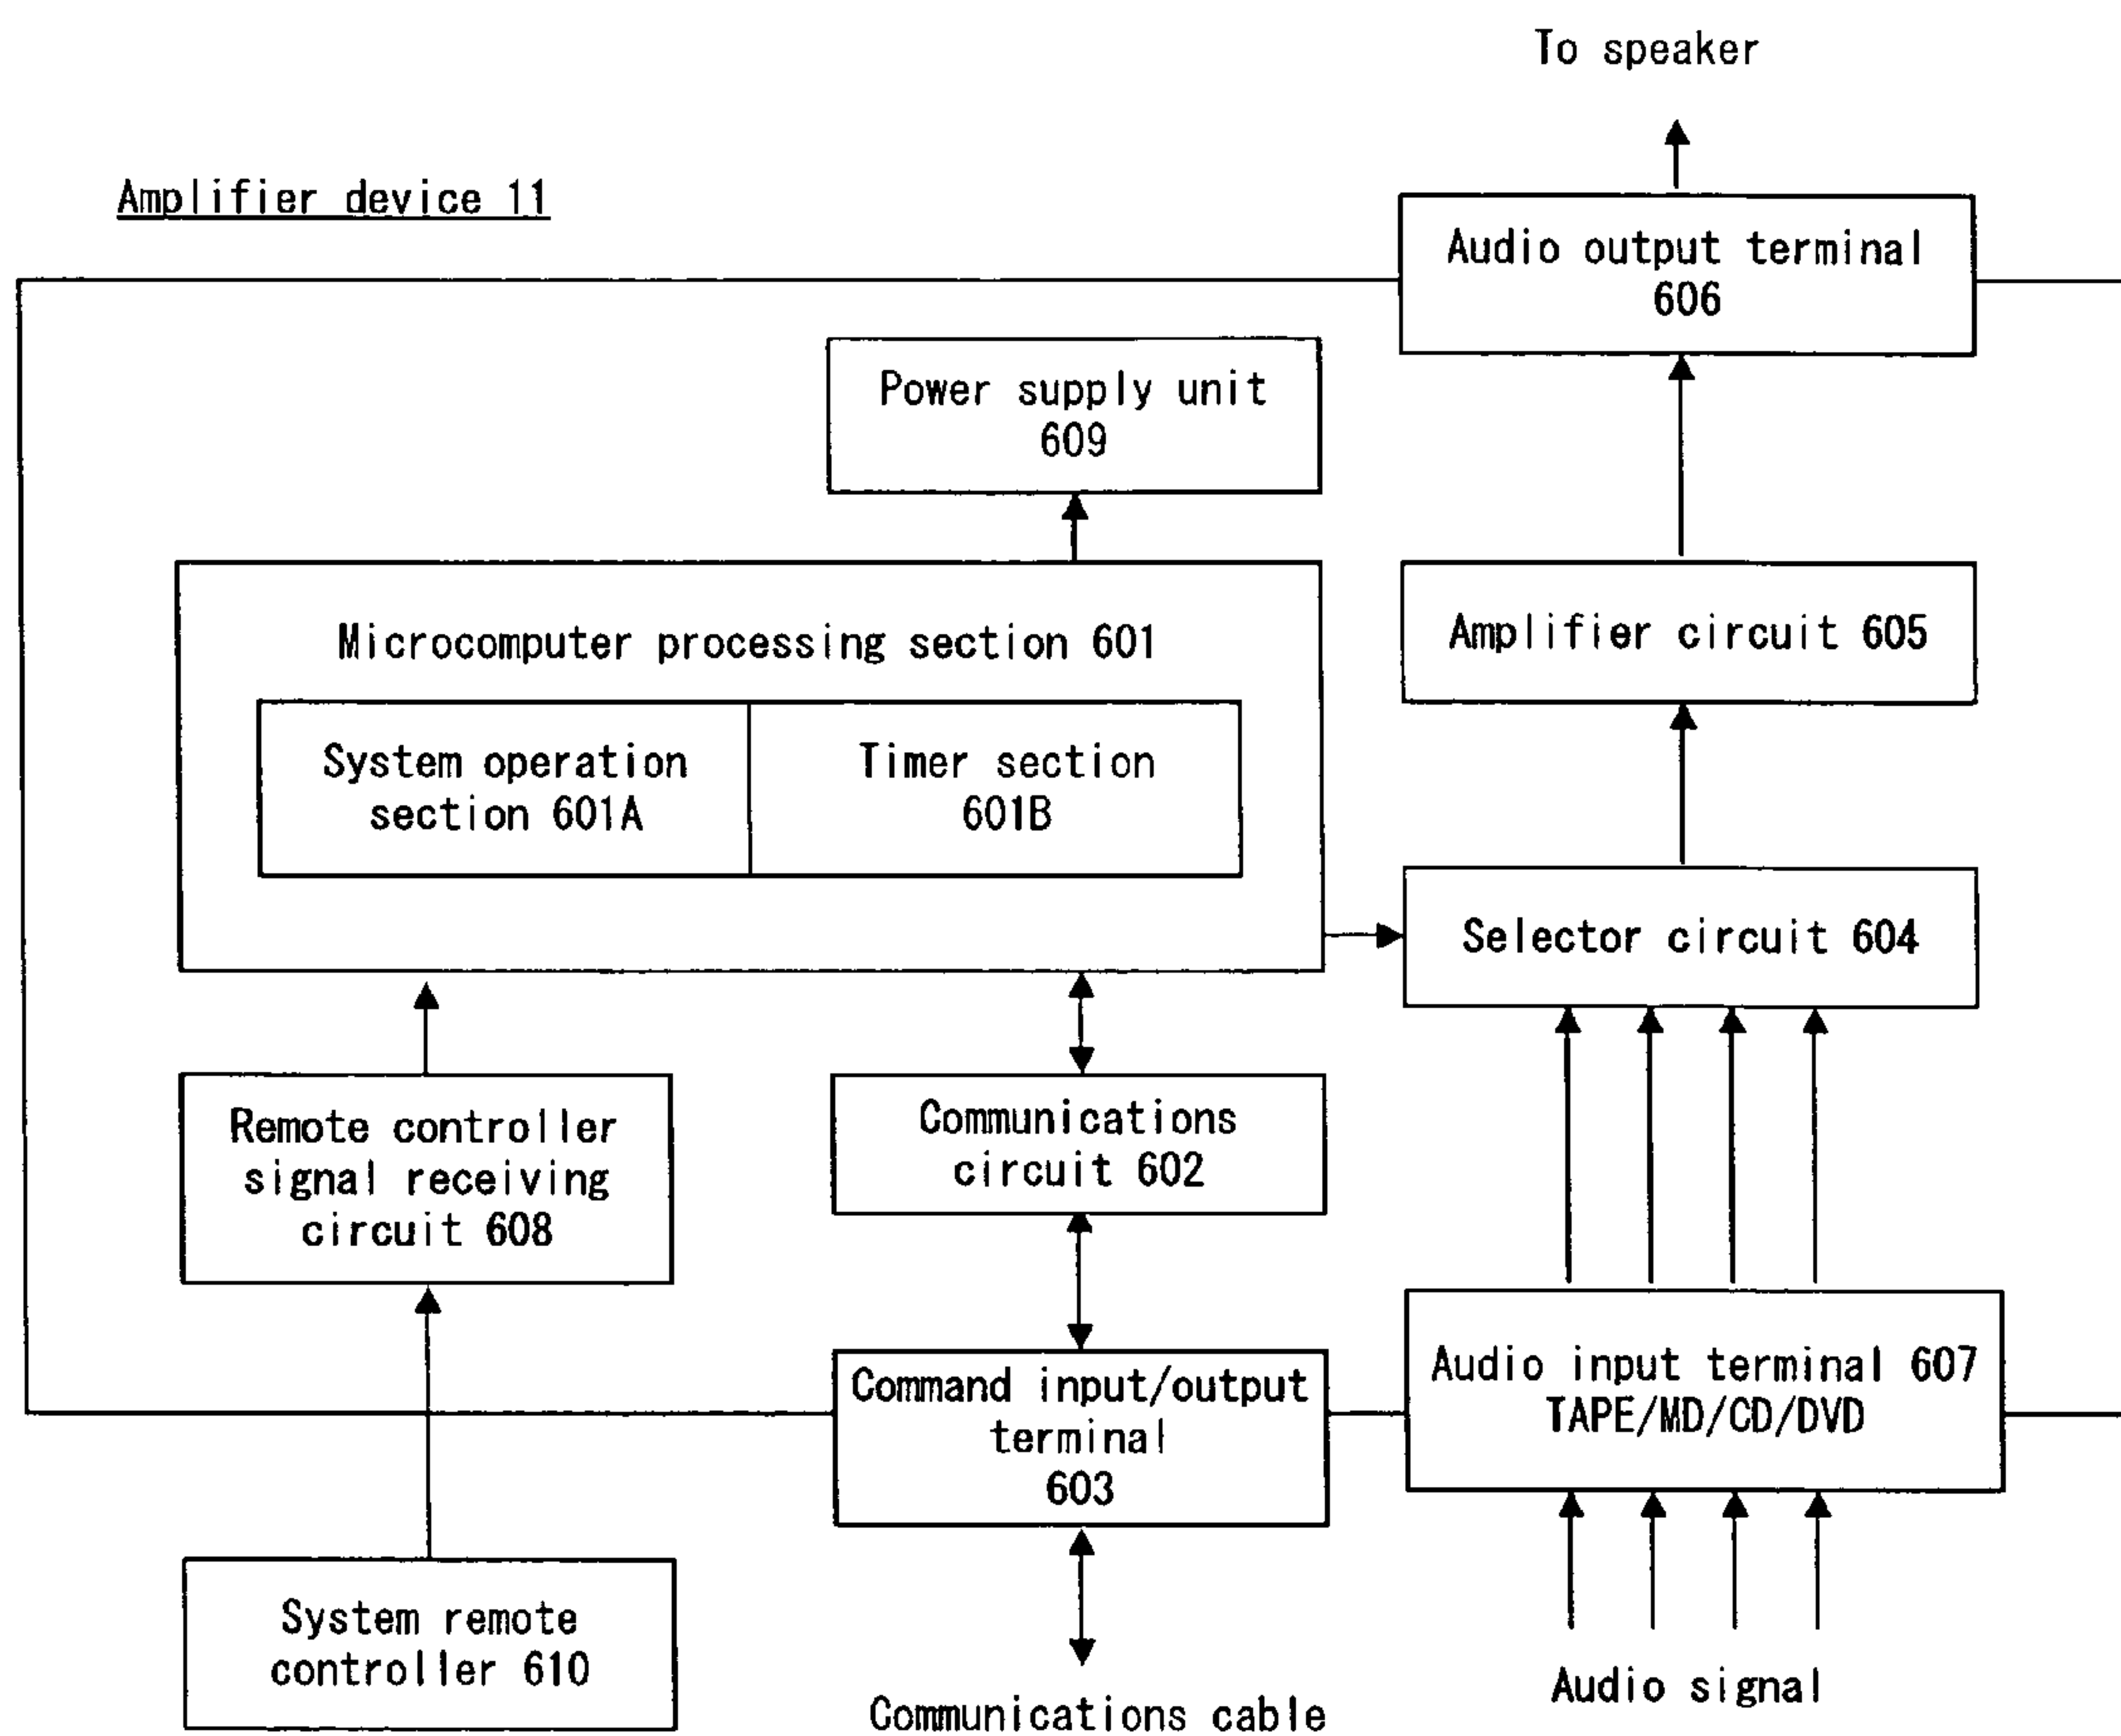 To speaker
Amplifier device 11
Audio output terminal
606
Power supply unit
609
Microcomputer processing section 601
Amplifier circuit 605
System operation
section 601A
Timer section
601B
Selector circuit 604
Remote controller
signal receiving
circuit 608
Communications
circuit 602
Command input/output
terminal
603
Audio input terminal 607
TAPE/MD/CD/DVD
System remote
controller 610
Audio signal
Communications cable